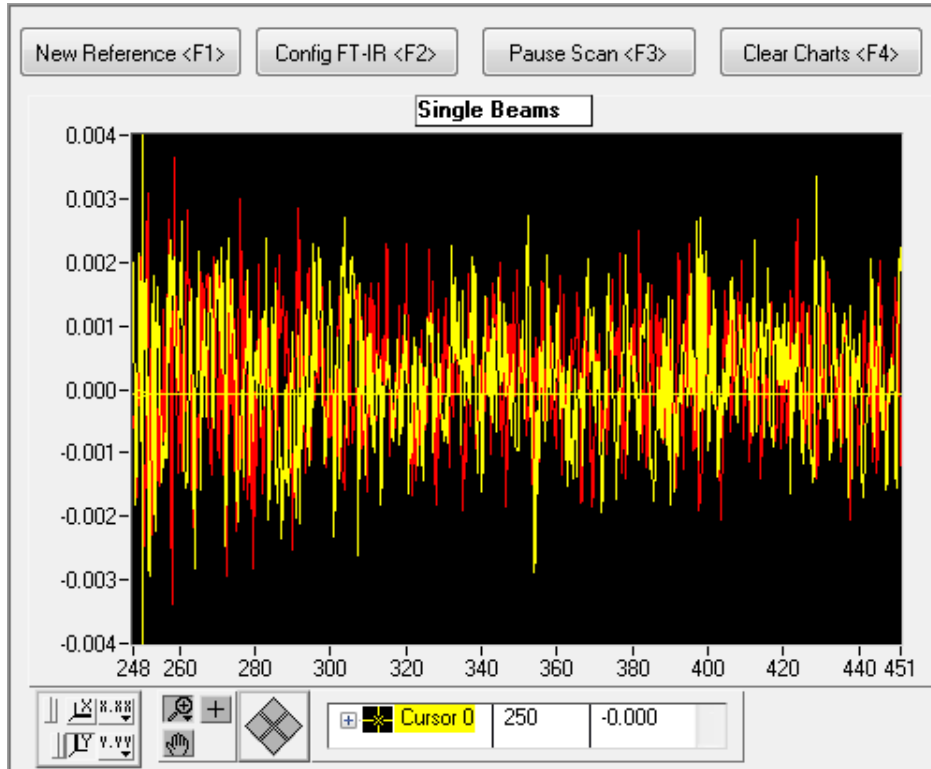 New Reference <F1> Config FT-IR <F2> Pause Scan <F3> Clear Charts <F4>
Single Beams
0.004
0.003
0.002
0.001
0.000
-0.001
-0.002
-0.003
-0.004
248 260 280 300 320 340 360 380 400 420 440 451
X X.XX
Y Y.YY
Cursor 0 250 -0.000